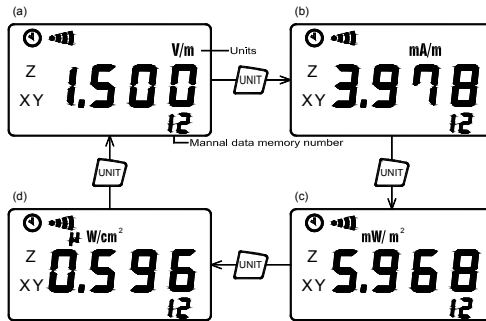 (a)
V/m
Units
Z
XY
1.500
12
Mannal data memory number
UNIT
(b)
mA/m
Z
XY
3.978
12
UNIT
(c)
mW/ m²
Z
XY
5.968
12
UNIT
(d)
μ W/cm²
Z
XY
0.596
12
UNIT